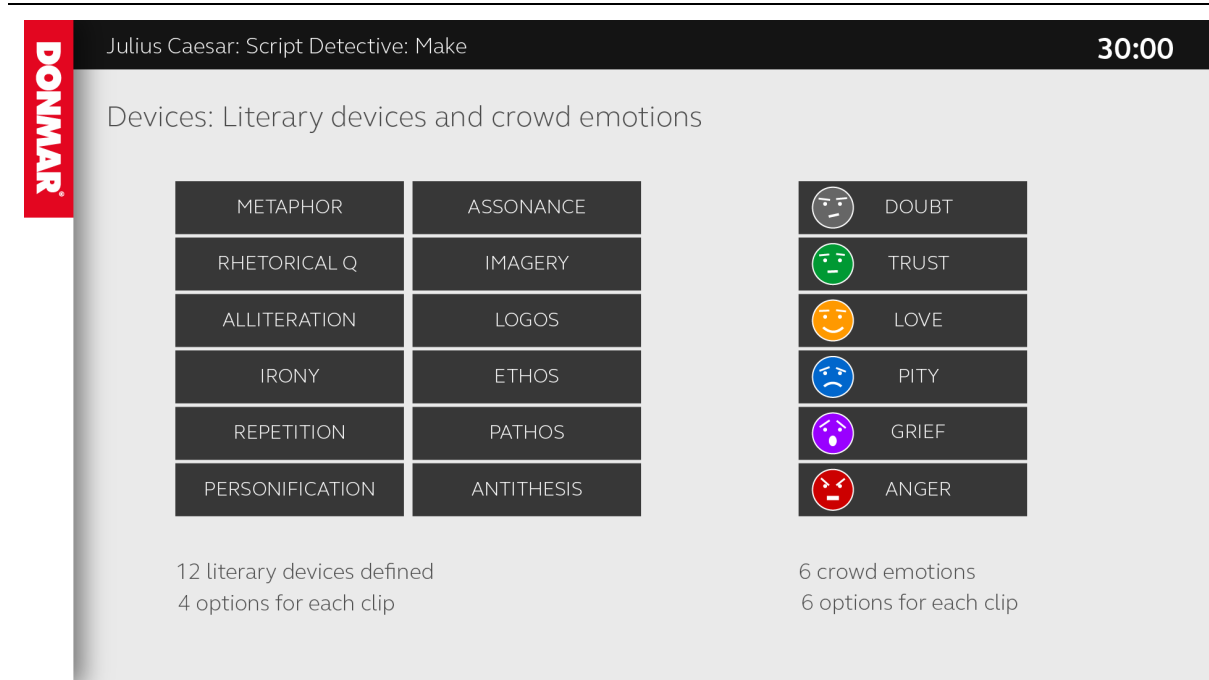 DONMAR®
Julius Caesar: Script Detective: Make
30:00
Devices: Literary devices and crowd emotions
METAPHOR
ASSONANCE
RHETORICAL Q
IMAGERY
ALLITERATION
LOGOS
IRONY
ETHOS
REPETITION
PATHOS
PERSONIFICATION
ANTITHESIS
DOUBT
TRUST
LOVE
PITY
GRIEF
ANGER
12 literary devices defined
4 options for each clip
6 crowd emotions
6 options for each clip